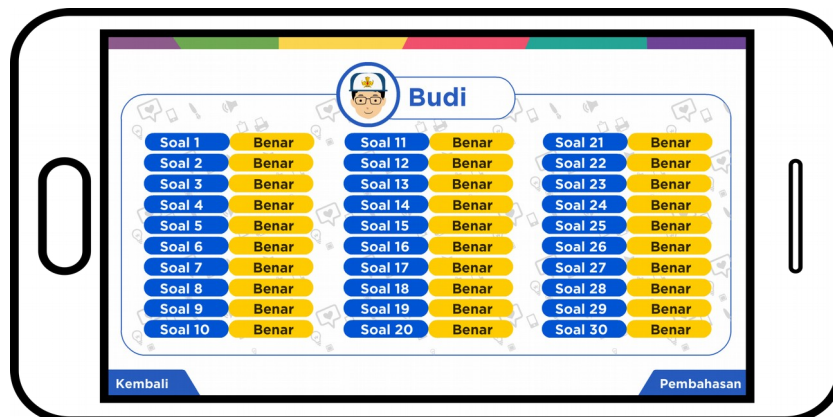 Budi
Soal 1 Benar Soal 11 Benar Soal 21 Benar
Soal 2 Benar Soal 12 Benar Soal 22 Benar
Soal 3 Benar Soal 13 Benar Soal 23 Benar
Soal 4 Benar Soal 14 Benar Soal 24 Benar
Soal 5 Benar Soal 15 Benar Soal 25 Benar
Soal 6 Benar Soal 16 Benar Soal 26 Benar
Soal 7 Benar Soal 17 Benar Soal 27 Benar
Soal 8 Benar Soal 18 Benar Soal 28 Benar
Soal 9 Benar Soal 19 Benar Soal 29 Benar
Soal 10 Benar Soal 20 Benar Soal 30 Benar
Kembali Pembahasan